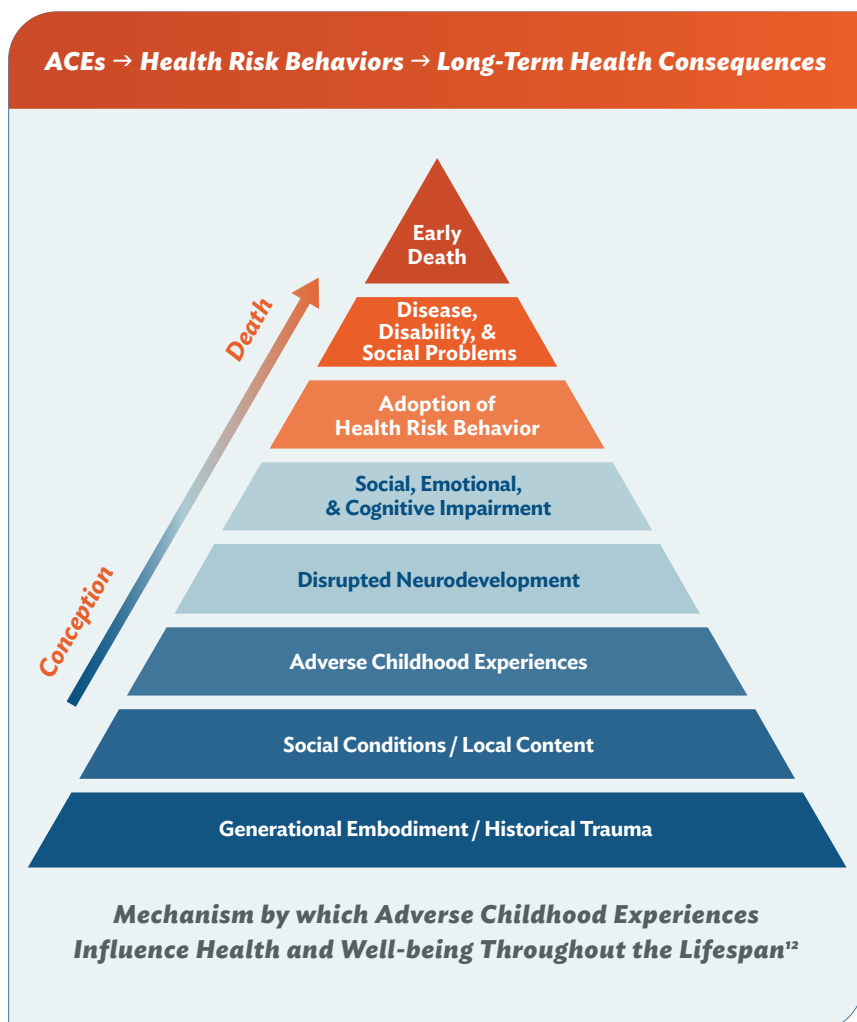 ACEs → Health Risk Behaviors → Long-Term Health Consequences
Early
Death
Disease,
Disability, &
Social Problems
Adoption of
Health Risk Behavior
Social, Emotional,
& Cognitive Impairment
Disrupted Neurodevelopment
Adverse Childhood Experiences
Social Conditions / Local Content
Generational Embodiment / Historical Trauma
Death
Conception
Mechanism by which Adverse Childhood Experiences
Influence Health and Well-being Throughout the Lifespan¹²